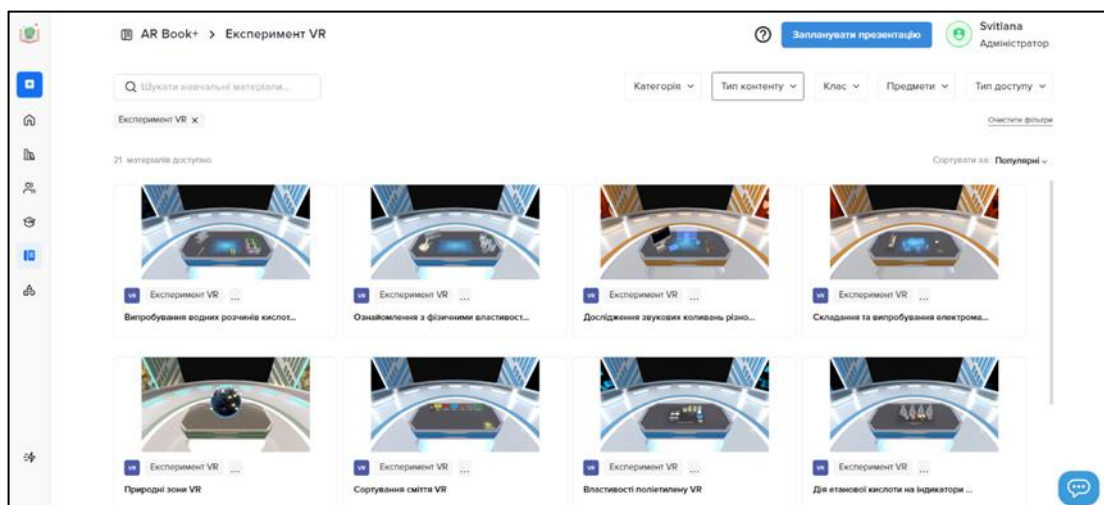 AR Book+ > Експеримент VR
Запланувати презентацію
Svitlana
Адміністратор
Шукати навчальні матеріали...
Категорія
Тип контенту
Клас
Предмети
Тип доступу
Експеримент VR ×
Очистити фільтри
21 матеріалів доступно
Сортувати за: Популярні
VR Експеримент VR ...
VR Експеримент VR ...
VR Експеримент VR ...
VR Експеримент VR ...
Випробування водних розчинів кислот...
Ознайомлення з фізичними властивост...
Дослідження звукових коливань різно...
Складання та випробування електрома...
VR Експеримент VR ...
VR Експеримент VR ...
VR Експеримент VR ...
VR Експеримент VR ...
Природні зони VR
Сортування сміття VR
Властивості поліетилену VR
Дія етанової кислоти на індикатори ...